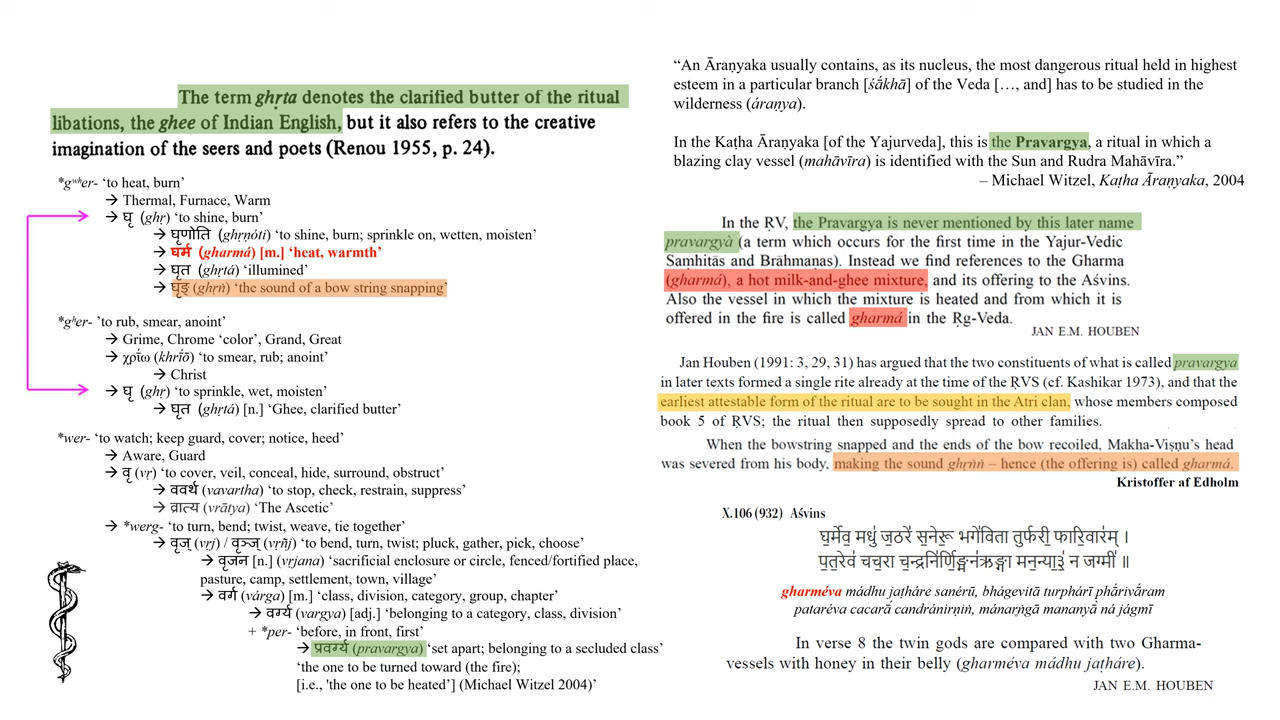 The term ghṛta denotes the clarified butter of the ritual
libations, the ghee of Indian English, but it also refers to the creative
imagination of the seers and poets (Renou 1955, p. 24).
*gʷʰer- ‘to heat, burn’
→ Thermal, Furnace, Warm
→ घृ (ghṛ) ‘to shine, burn’
→ घृणोति (ghṛṇóti) ‘to shine, burn; sprinkle on, wetten, moisten’
→ घर्म (gharmá) [m.] ‘heat, warmth’
→ घृत (ghṛtá) ‘illumined’
→ घृङ् (ghṛṅ) ‘the sound of a bow string snapping’
*gʰer- ’to rub, smear, anoint’
→ Grime, Chrome ‘color’, Grand, Great
→ χρῑ́ω (khrī́ō) ‘to smear, rub; anoint’
→ Christ
→ घृ (ghṛ) ‘to sprinkle, wet, moisten’
→ घृत (ghṛtá) [n.] ‘Ghee, clarified butter’
*wer- ‘to watch; keep guard, cover; notice, heed’
→ Aware, Guard
→ वृ (vṛ) ‘to cover, veil, conceal, hide, surround, obstruct’
→ ववर्थ (vavartha) ‘to stop, check, restrain, suppress’
→ व्रात्य (vrātya) ‘The Ascetic’
→ *werg- ‘to turn, bend; twist, weave, tie together’
→ वृज् (vṛj) / वृञ्ज् (vṛñj) ‘to bend, turn, twist; pluck, gather, pick, choose’
→ वृजन [n.] (vṛjana) ‘sacrificial enclosure or circle, fenced/fortified place,
pasture, camp, settlement, town, village’
→ वर्ग (várga) [m.] ‘class, division, category, group, chapter’
→ वर्ग्य (vargya) [adj.] ‘belonging to a category, class, division’
+ *per- ‘before, in front, first’
→ प्रवर्ग्य (pravargya) ‘set apart; belonging to a secluded class’
‘the one to be turned toward (the fire);
[i.e., 'the one to be heated’] (Michael Witzel 2004)’
“An Āraṇyaka usually contains, as its nucleus, the most dangerous ritual held in highest
esteem in a particular branch [śā́khā] of the Veda […, and] has to be studied in the
wilderness (áraṇya).
In the Kaṭha Āraṇyaka [of the Yajurveda], this is the Pravargya, a ritual in which a
blazing clay vessel (mahāvīra) is identified with the Sun and Rudra Mahāvīra.”
– Michael Witzel, Kaṭha Āraṇyaka, 2004
In the ṚV, the Pravargya is never mentioned by this later name
pravargyà (a term which occurs for the first time in the Yajur-Vedic
Saṃhitās and Brāhmaṇas). Instead we find references to the Gharma
(gharmá), a hot milk-and-ghee mixture, and its offering to the Aśvins.
Also the vessel in which the mixture is heated and from which it is
offered in the fire is called gharmá in the Ṛg-Veda.
JAN E.M. HOUBEN
Jan Houben (1991: 3, 29, 31) has argued that the two constituents of what is called pravargya
in later texts formed a single rite already at the time of the ṚVS (cf. Kashikar 1973), and that the
earliest attestable form of the ritual are to be sought in the Atri clan, whose members composed
book 5 of ṚVS; the ritual then supposedly spread to other families.
When the bowstring snapped and the ends of the bow recoiled, Makha-Viṣṇu’s head
was severed from his body, making the sound ghṛṅṅ – hence (the offering is) called gharmá.
Kristoffer af Edholm
X.106 (932) Aśvins
घ॒र्मेव॒ मधु॑ ज॒ठरे॑ स॒नेरू॒ भगे॑विता तु॒र्फरी॒ फारि॒वार॑म् ।
प॒त॒रेव॑ चच॒रा च॒न्द्रनि॑र्णि॒ङ्मन॑ऋङ्गा मन॒न्या॒३॒॑ न जग्मी॑ ॥
gharméva mádhu jaṭháre sanérū, bhágevitā turphárī phā́rivāram
pataréva cacarā́ candránirṇiṅ, mánaṛṅgā mananyā̀ ná jágmī
In verse 8 the twin gods are compared with two Gharma-
vessels with honey in their belly (gharméva mádhu jaṭháre).
JAN E.M. HOUBEN